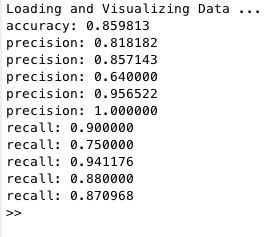 Loading and Visualizing Data ...
accuracy: 0.859813
precision: 0.818182
precision: 0.857143
precision: 0.640000
precision: 0.956522
precision: 1.000000
recall: 0.900000
recall: 0.750000
recall: 0.941176
recall: 0.880000
recall: 0.870968
>>